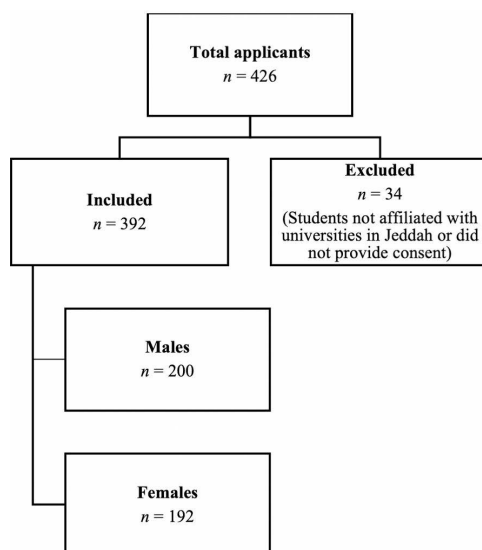 Total applicants
n = 426
Included
n = 392
Excluded
n = 34
(Students not affiliated with
universities in Jeddah or did
not provide consent)
Males
n = 200
Females
n = 192